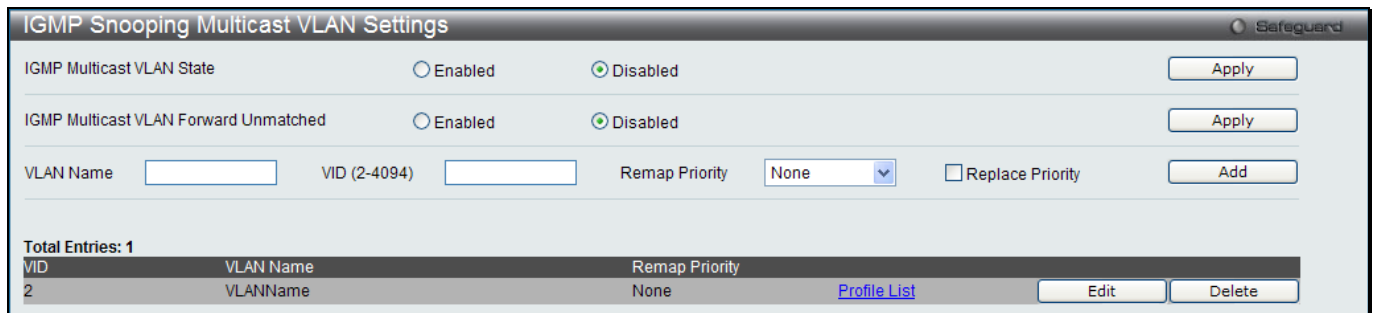 IGMP Snooping Multicast VLAN Settings Safeguard
IGMP Multicast VLAN State Enabled Disabled Apply
IGMP Multicast VLAN Forward Unmatched Enabled Disabled Apply
VLAN Name VID (2-4094) Remap Priority None Replace Priority Add
Total Entries: 1
VID VLAN Name Remap Priority
2 VLANName None Profile List Edit Delete